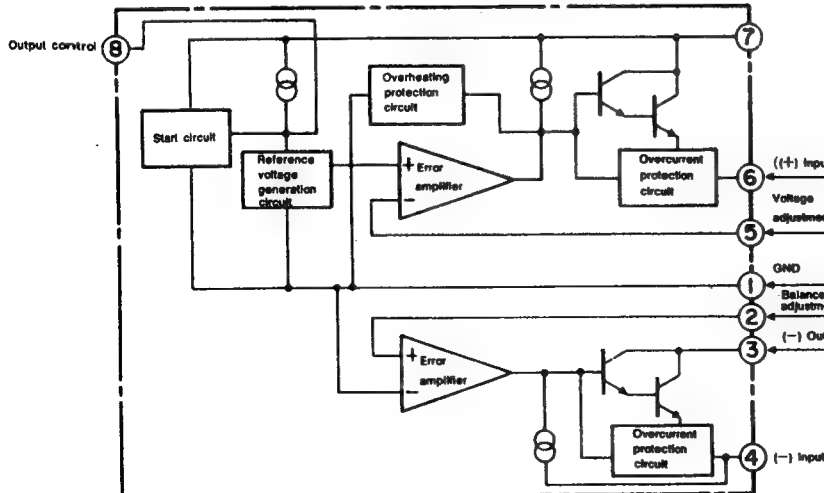 Output control
8
7
Overheating
protection
circuit
Start circuit
Reference
voltage
generation
circuit
+
Error
amplifier
-
Overcurrent
protection
circuit
((+) Inpu
6
Voltage
adjustme
5
GND
1
Balance
adjustm
2
(-) Out
3
+
Error
amplifier
-
Overcurrent
protection
circuit
4
(-) Input